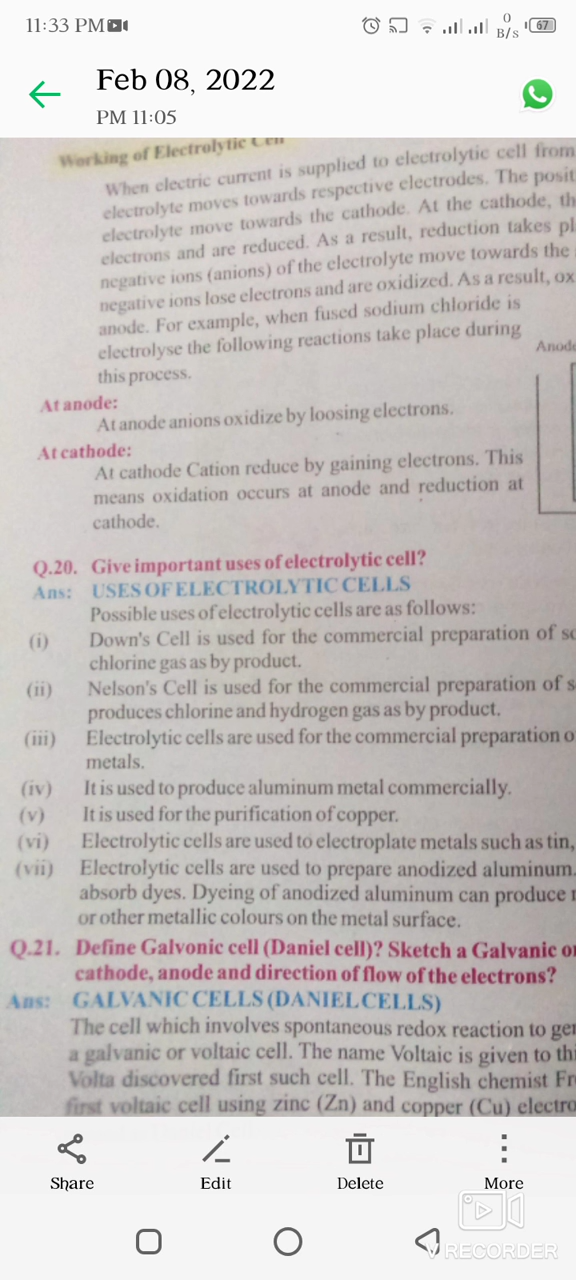 11:33 PM
0
B/s
67
Feb 08, 2022
PM 11:05
Working of Electrolytic Cell
When electric current is supplied to electrolytic cell from
electrolyte moves towards respective electrodes. The posit
electrolyte move towards the cathode. At the cathode, th
electrons and are reduced. As a result, reduction takes pl
negative ions (anions) of the electrolyte move towards the
negative ions lose electrons and are oxidized. As a result, ox
anode. For example, when fused sodium chloride is
electrolyse the following reactions take place during
this process.
Anode
At anode:
At anode anions oxidize by loosing electrons.
At cathode:
At cathode Cation reduce by gaining electrons. This
means oxidation occurs at anode and reduction at
cathode.
Q.20. Give important uses of electrolytic cell?
Ans: USES OF ELECTROLYTIC CELLS
Possible uses of electrolytic cells are as follows:
(i) Down's Cell is used for the commercial preparation of so
chlorine gas as by product.
(ii) Nelson's Cell is used for the commercial preparation of s
produces chlorine and hydrogen gas as by product.
(iii) Electrolytic cells are used for the commercial preparation o
metals.
(iv) It is used to produce aluminum metal commercially.
(v) It is used for the purification of copper.
(vi) Electrolytic cells are used to electroplate metals such as tin,
(vii) Electrolytic cells are used to prepare anodized aluminum.
absorb dyes. Dyeing of anodized aluminum can produce
or other metallic colours on the metal surface.
Q.21. Define Galvonic cell (Daniel cell)? Sketch a Galvanic or
cathode, anode and direction of flow of the electrons?
Ans: GALVANIC CELLS (DANIEL CELLS)
The cell which involves spontaneous redox reaction to gen
a galvanic or voltaic cell. The name Voltaic is given to thi
Volta discovered first such cell. The English chemist Fr
first voltaic cell using zinc (Zn) and copper (Cu) electro
Share
Edit
Delete
More
V RECORDER